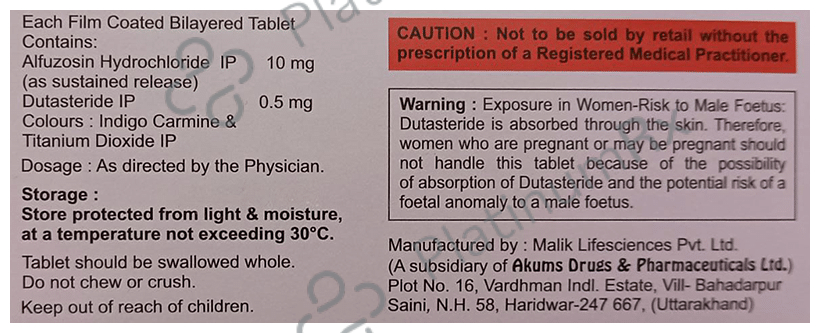 Each Film Coated Bilayered Tablet
Contains:
Alfuzosin Hydrochloride IP 10 mg
(as sustained release)
Dutasteride IP 0.5 mg
Colours : Indigo Carmine &
Titanium Dioxide IP
Dosage : As directed by the Physician.
Storage :
Store protected from light & moisture,
at a temperature not exceeding 30°C.
Tablet should be swallowed whole.
Do not chew or crush.
Keep out of reach of children.
CAUTION : Not to be sold by retail without the
prescription of a Registered Medical Practitioner.
Warning : Exposure in Women-Risk to Male Foetus:
Dutasteride is absorbed through the skin. Therefore,
women who are pregnant or may be pregnant should
not handle this tablet because of the possibility
of absorption of Dutasteride and the potential risk of a
foetal anomaly to a male foetus.
Manufactured by : Malik Lifesciences Pvt. Ltd.
(A subsidiary of Akums Drugs & Pharmaceuticals Ltd.)
Plot No. 16, Vardhman Indl. Estate, Vill- Bahadarpur
Saini, N.H. 58, Haridwar-247 667, (Uttarakhand)
PlatinumRx